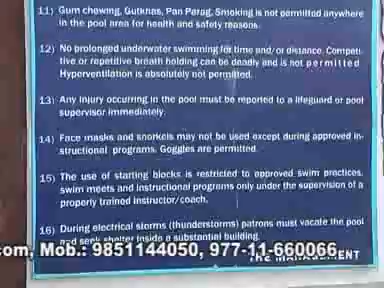 11) Gum chowing, Gutkhas, Pan Parag, Smoking is not permitted anywhere
in the pool area for health and safety reasons.
12) No prolonged underwater swimming for time and/or distance. Competi-
tive or repetitive breath holding can be deadly and is not permitted
Hyperventilation is absolutely not permitted.
13) Any injury occurring in the pool must be reported to a lifeguard or pool
supervisor immediately.
14) Face masks and snorkels may not be used except during approved in-
structional programs. Goggles are permitted.
15) The use of starting blocks is restricted to approved swim practices,
swim meets and instructional programs only under the supervision of a
properly trained instructor/coach.
16) During electrical storms (thunderstorms) patrons must vacate the pool
and seek shelter inside a substantial building.
com, Mob.: 9851144050, 977-11-660066
THE MANAGEMENT